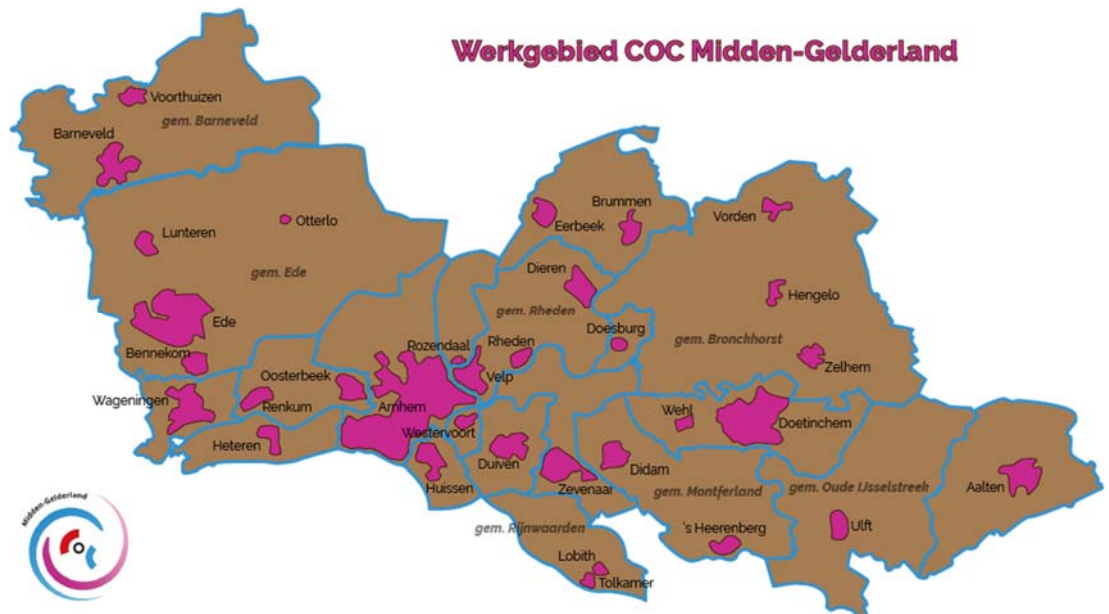 Werkgebied COC Midden-Gelderland
Voorthuizen
gem. Barneveld
Barneveld
Otterlo
Lunteren
gem. Ede
Ede
Bennekom
Wageningen
Brummen
Eerbeek
Vorden
Dieren
gem. Rheden
Hengelo
Doesburg
gem. Bronckhorst
Rozendaal
Rheden
Zelhem
Velp
Oosterbeek
Renkum
Arnhem
Wehl
Doetinchem
Westervoort
Heteren
Duiven
Didam
Huissen
Zevenaar
gem. Montferland
gem. Oude IJsselstreek
Aalten
gem. Rijnwaarden
's Heerenberg
Ulft
Lobith
Tolkamer
Midden-Gelderland
COC